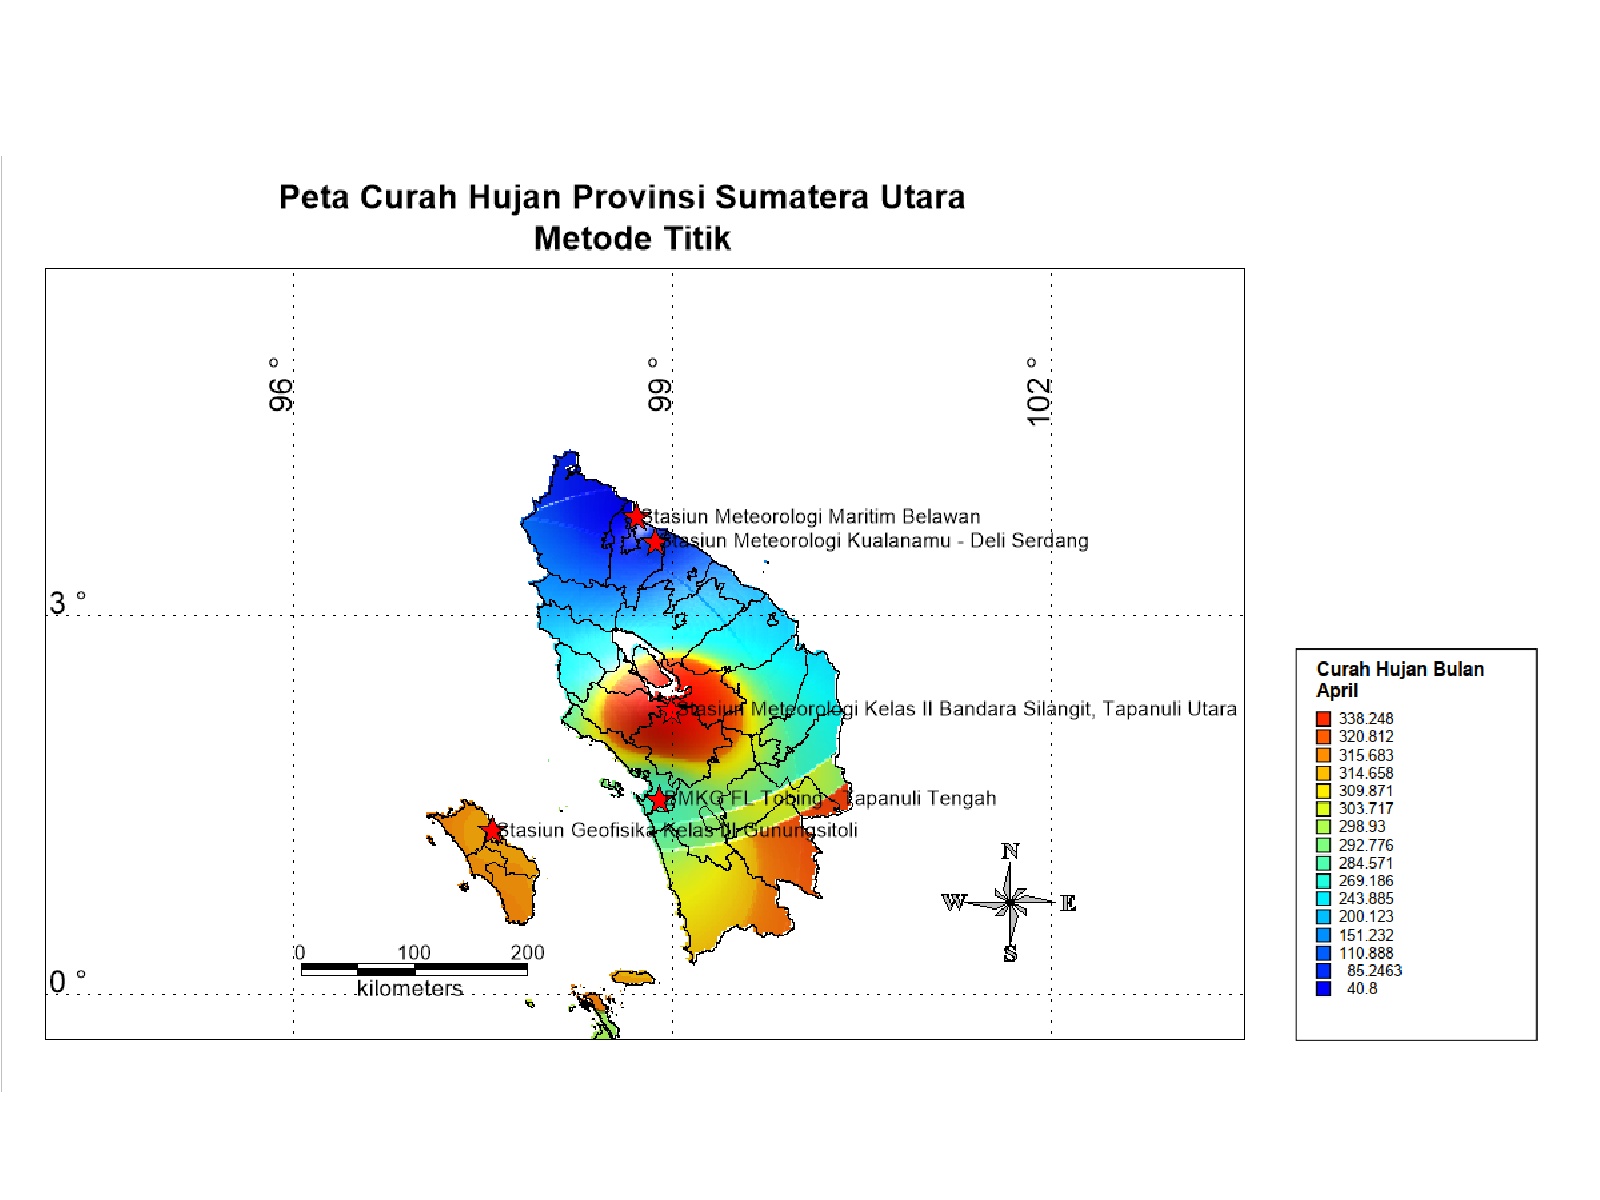 Peta Curah Hujan Provinsi Sumatera Utara
Metode Titik
96 °
99 °
102 °
3 °
0 °
Stasiun Meteorologi Maritim Belawan
Stasiun Meteorologi Kualanamu - Deli Serdang
Stasiun Meteorologi Kelas II Bandara Silangit, Tapanuli Utara
BMKG FL Tobing - Tapanuli Tengah
Stasiun Geofisika Kelas III Gunungsitoli
N
W E
S
0 100 200
kilometers
Curah Hujan Bulan
April
338.248
320.812
315.683
314.658
309.871
303.717
298.93
292.776
284.571
269.186
243.885
200.123
151.232
110.888
85.2463
40.8